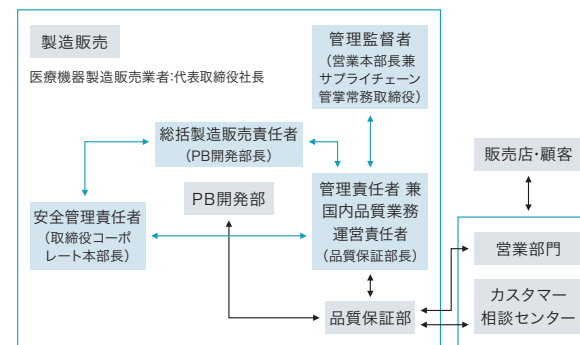 製造販売
医療機器製造販売業者:代表取締役社長
管理監督者
(営業本部長兼
サプライチェーン
管掌常務取締役)
総括製造販売責任者
(PB開発部長)
販売店・顧客
PB開発部
管理責任者 兼
国内品質業務
運営責任者
(品質保証部長)
安全管理責任者
(取締役コーポ
レート本部長)
営業部門
カスタマー
相談センター
品質保証部